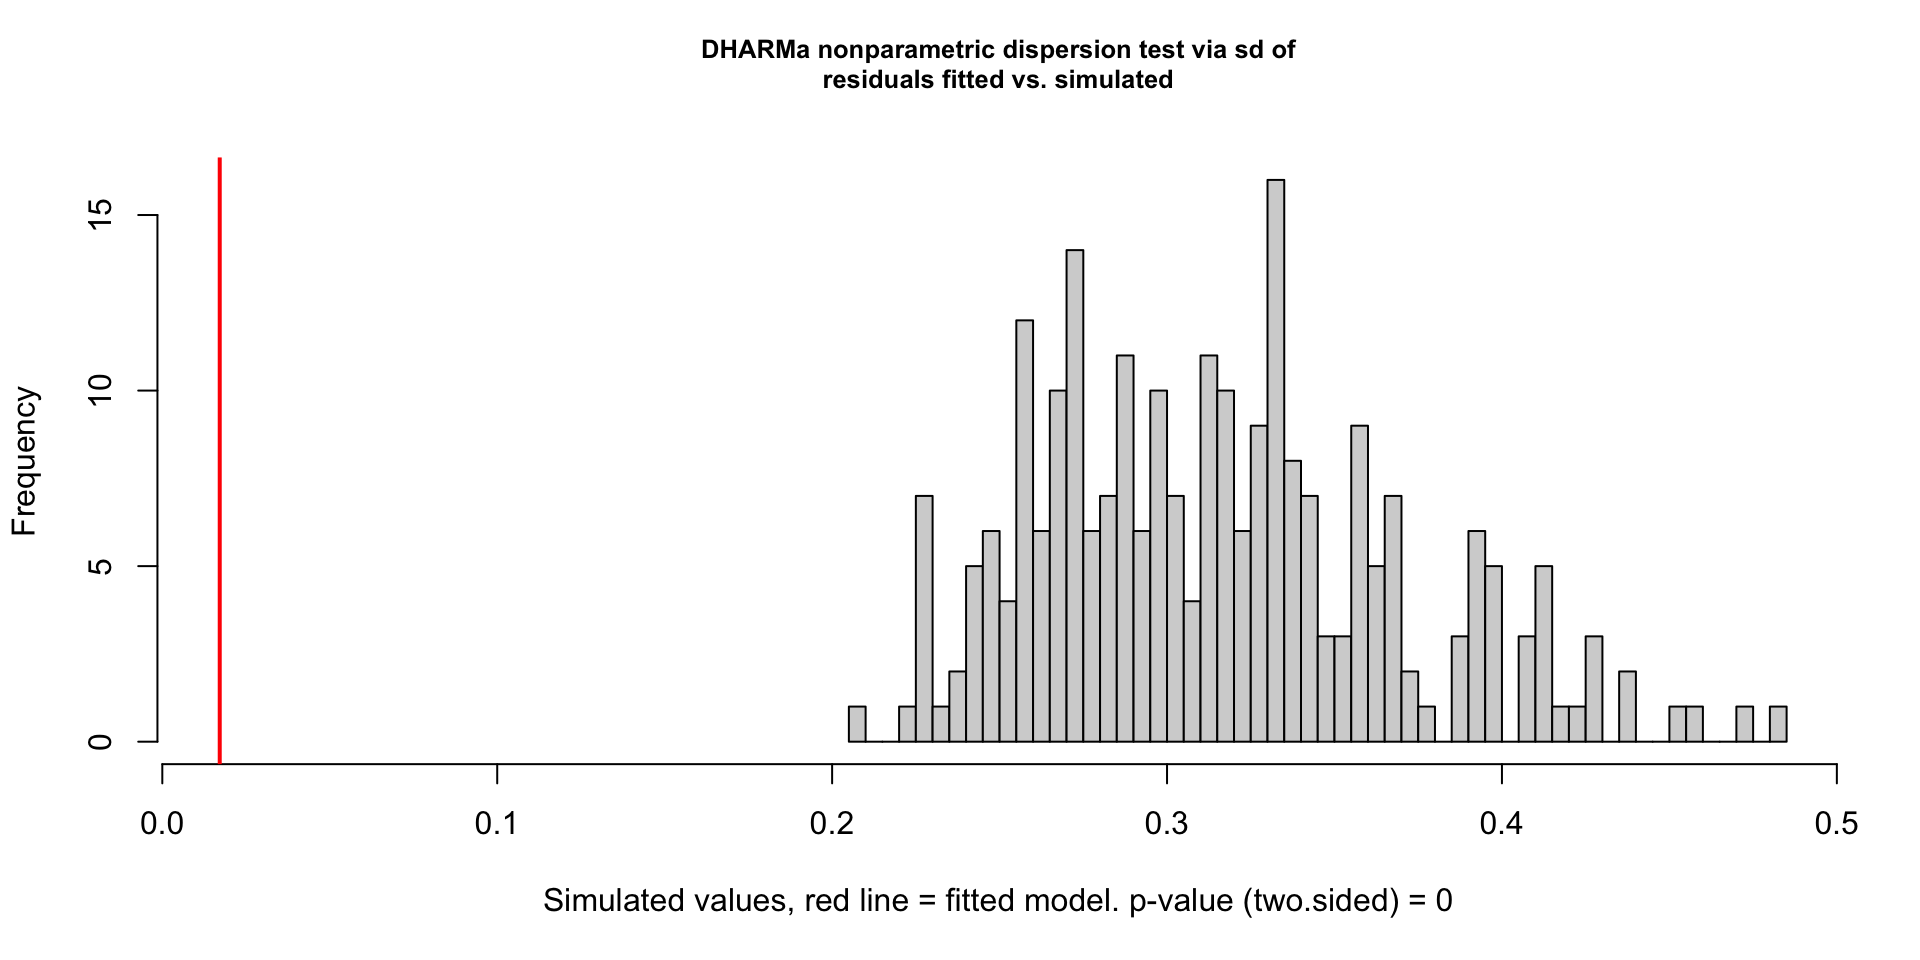 DHARMa nonparametric dispersion test via sd of
residuals fitted vs. simulated
Frequency
15
10
5
0
0.0 0.1 0.2 0.3 0.4 0.5
Simulated values, red line = fitted model. p-value (two.sided) = 0